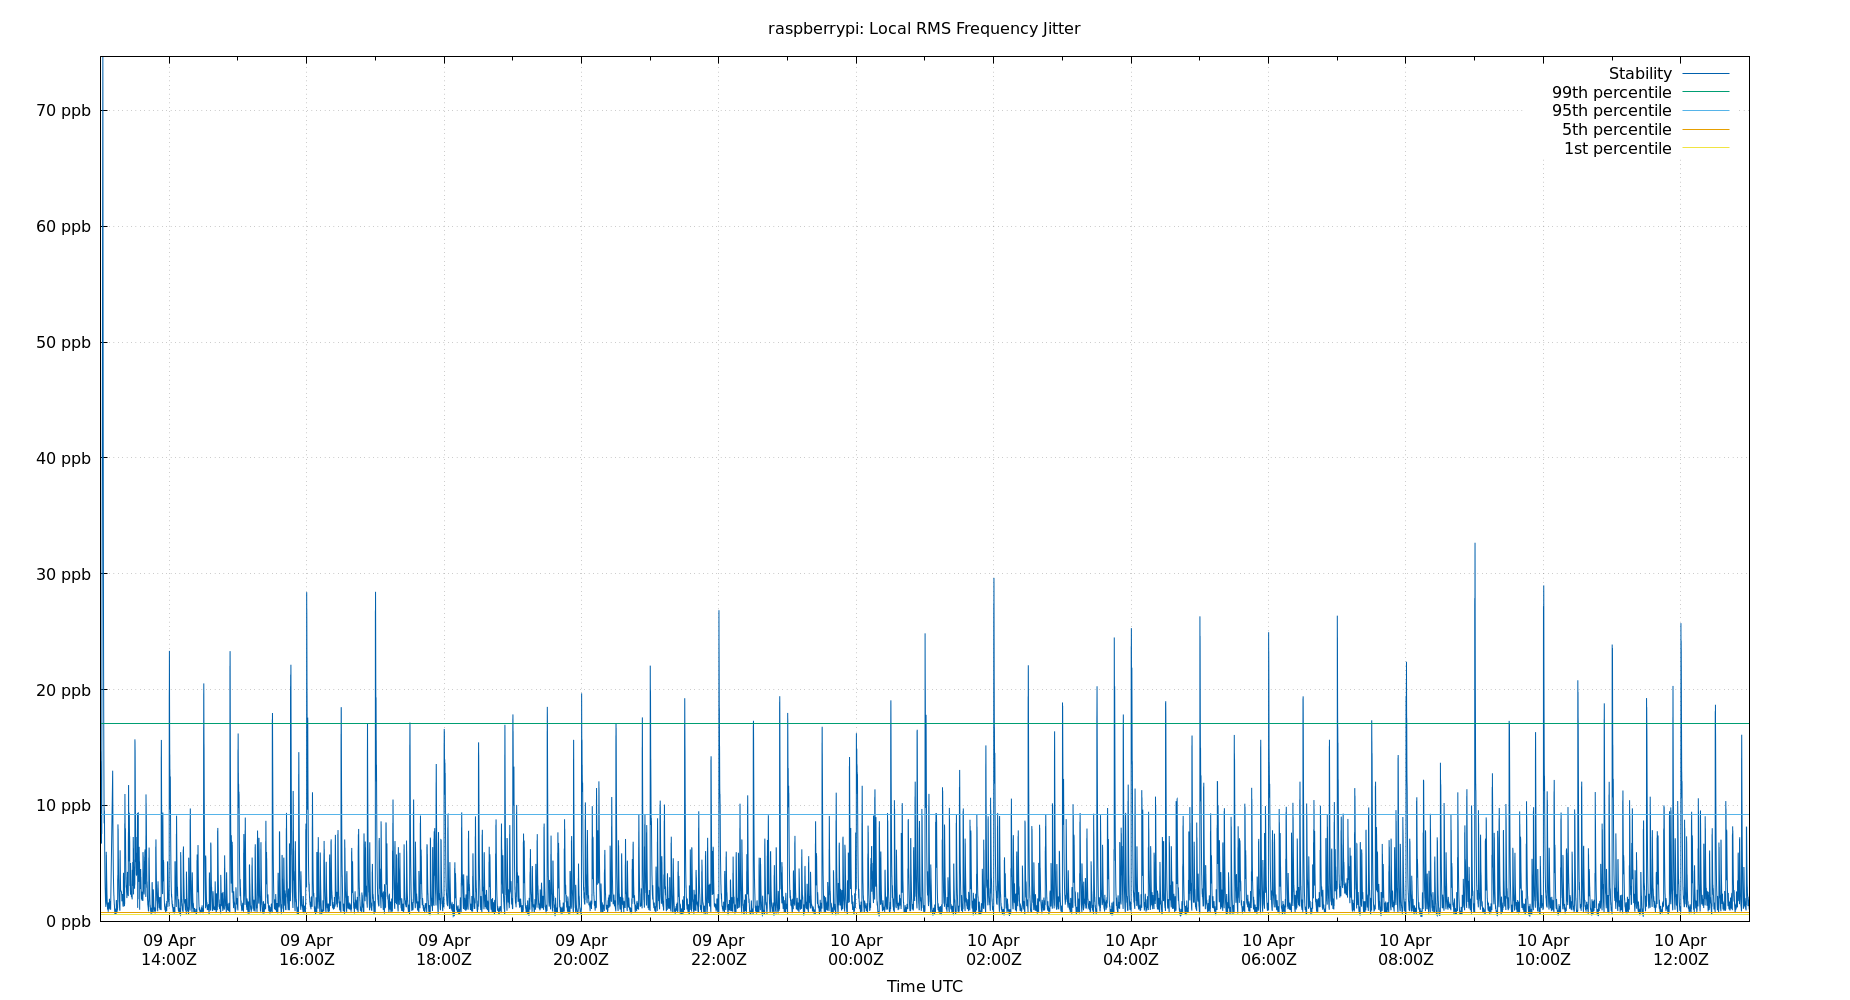 raspberrypi: Local RMS Frequency Jitter
Stability
99th percentile
95th percentile
5th percentile
1st percentile
70 ppb
60 ppb
50 ppb
40 ppb
30 ppb
20 ppb
10 ppb
0 ppb
09 Apr 09 Apr 09 Apr 09 Apr 09 Apr 10 Apr 10 Apr 10 Apr 10 Apr 10 Apr 10 Apr 10 Apr
14:00Z 16:00Z 18:00Z 20:00Z 22:00Z 00:00Z 02:00Z 04:00Z 06:00Z 08:00Z 10:00Z 12:00Z
Time UTC